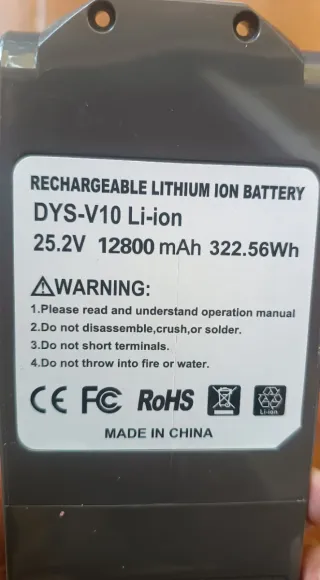 RECHARGEABLE LITHIUM ION BATTERY
DYS-V10 Li-ion
25.2V 12800 mAh 322.56Wh
⚠WARNING:
1.Please read and understand operation manual
2.Do not disassemble,crush,or solder.
3.Do not short terminals.
4.Do not throw into fire or water.
CE FC RoHS Li-ion
MADE IN CHINA